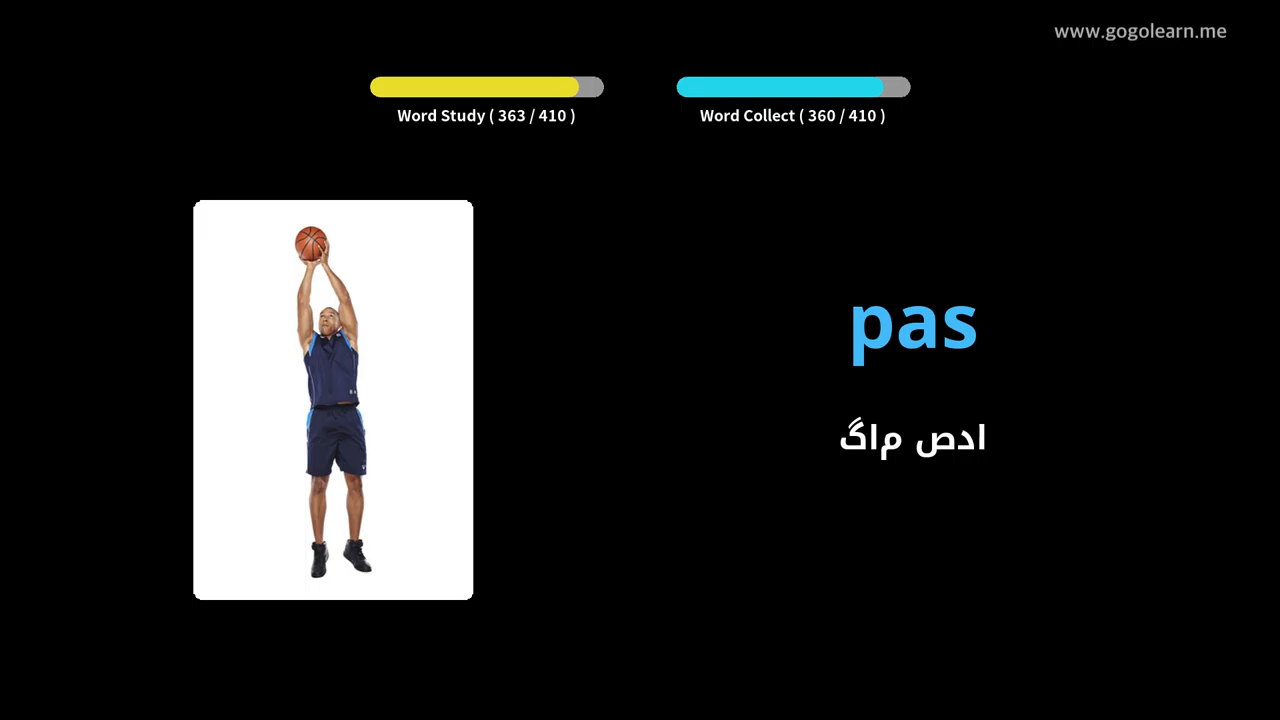 www.gogolearn.me
Word Study ( 363 / 410 )
Word Collect ( 360 / 410 )
pas
ادص ماگ